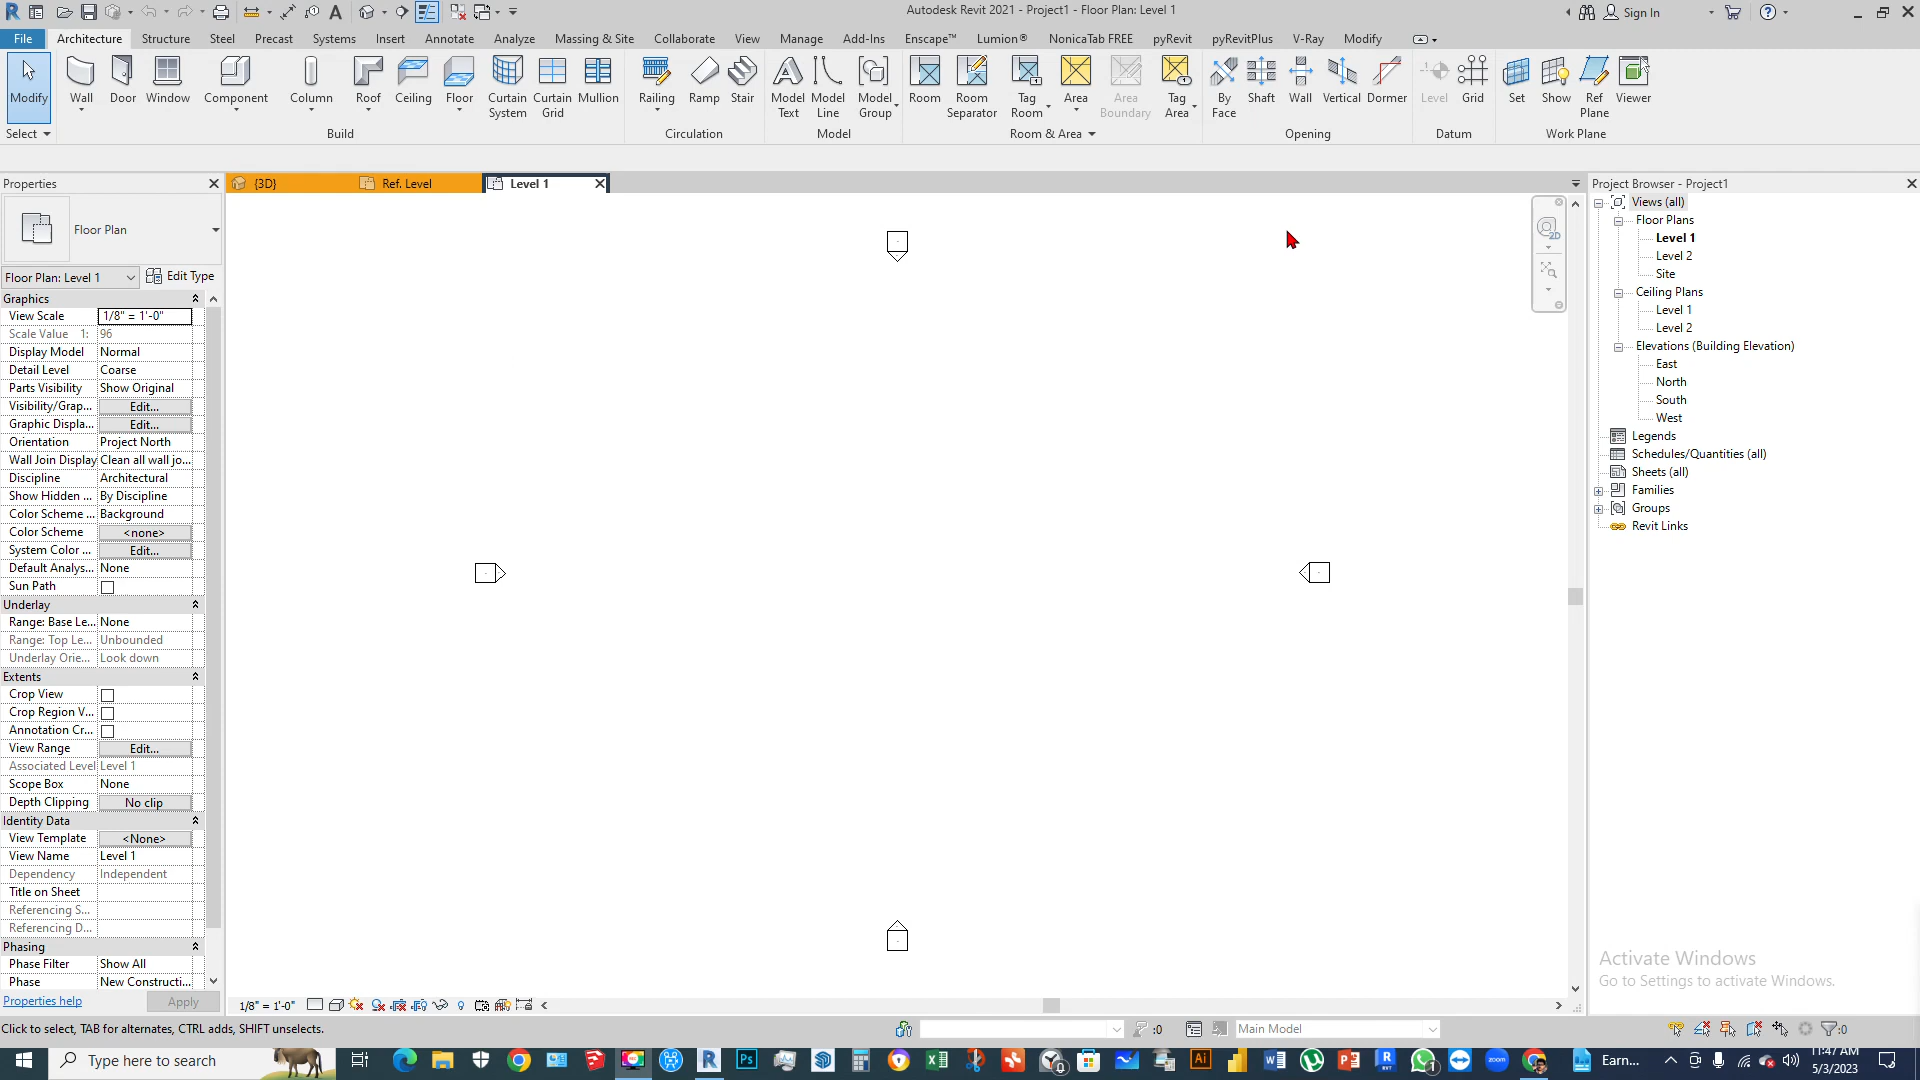 Autodesk Revit 2021 - Project1 - Floor Plan: Level 1
Sign In
File Architecture Structure Steel Precast Systems Insert Annotate Analyze Massing & Site Collaborate View Manage Add-Ins Enscape™ Lumion® NonicaTab FREE pyRevit pyRevitPlus V-Ray Modify
Modify Wall Door Window Component Column Roof Ceiling Floor Curtain System Curtain Grid Mullion Railing Ramp Stair Model Text Model Line Model Group Room Room Separator Tag Room Area Area Boundary Tag Area By Face Shaft Wall Vertical Dormer Level Grid Set Show Ref Plane Viewer
Select Build Circulation Model Room & Area Opening Datum Work Plane
Properties
{3D} Ref. Level Level 1
Project Browser - Project1
Floor Plan
Floor Plan: Level 1 Edit Type
Graphics
View Scale 1/8" = 1'-0"
Scale Value 1: 96
Display Model Normal
Detail Level Coarse
Parts Visibility Show Original
Visibility/Grap... Edit...
Graphic Displa... Edit...
Orientation Project North
Wall Join Display Clean all wall jo...
Discipline Architectural
Show Hidden ... By Discipline
Color Scheme ... Background
Color Scheme <none>
System Color ... Edit...
Default Analys... None
Sun Path
Underlay
Range: Base Le... None
Range: Top Le... Unbounded
Underlay Orie... Look down
Extents
Crop View
Crop Region V...
Annotation Cr...
View Range Edit...
Associated Level Level 1
Scope Box None
Depth Clipping No clip
Identity Data
View Template <None>
View Name Level 1
Dependency Independent
Title on Sheet
Referencing S...
Referencing D...
Phasing
Phase Filter Show All
Phase New Constructi...
Properties help Apply
2D
Views (all)
Floor Plans
Level 1
Level 2
Site
Ceiling Plans
Level 1
Level 2
Elevations (Building Elevation)
East
North
South
West
Legends
Schedules/Quantities (all)
Sheets (all)
Families
Groups
Revit Links
Activate Windows
Go to Settings to activate Windows.
1/8" = 1'-0"
Click to select, TAB for alternates, CTRL adds, SHIFT unselects.
:0
Main Model
:0
Type here to search
Earn...
11:47 AM
5/3/2023